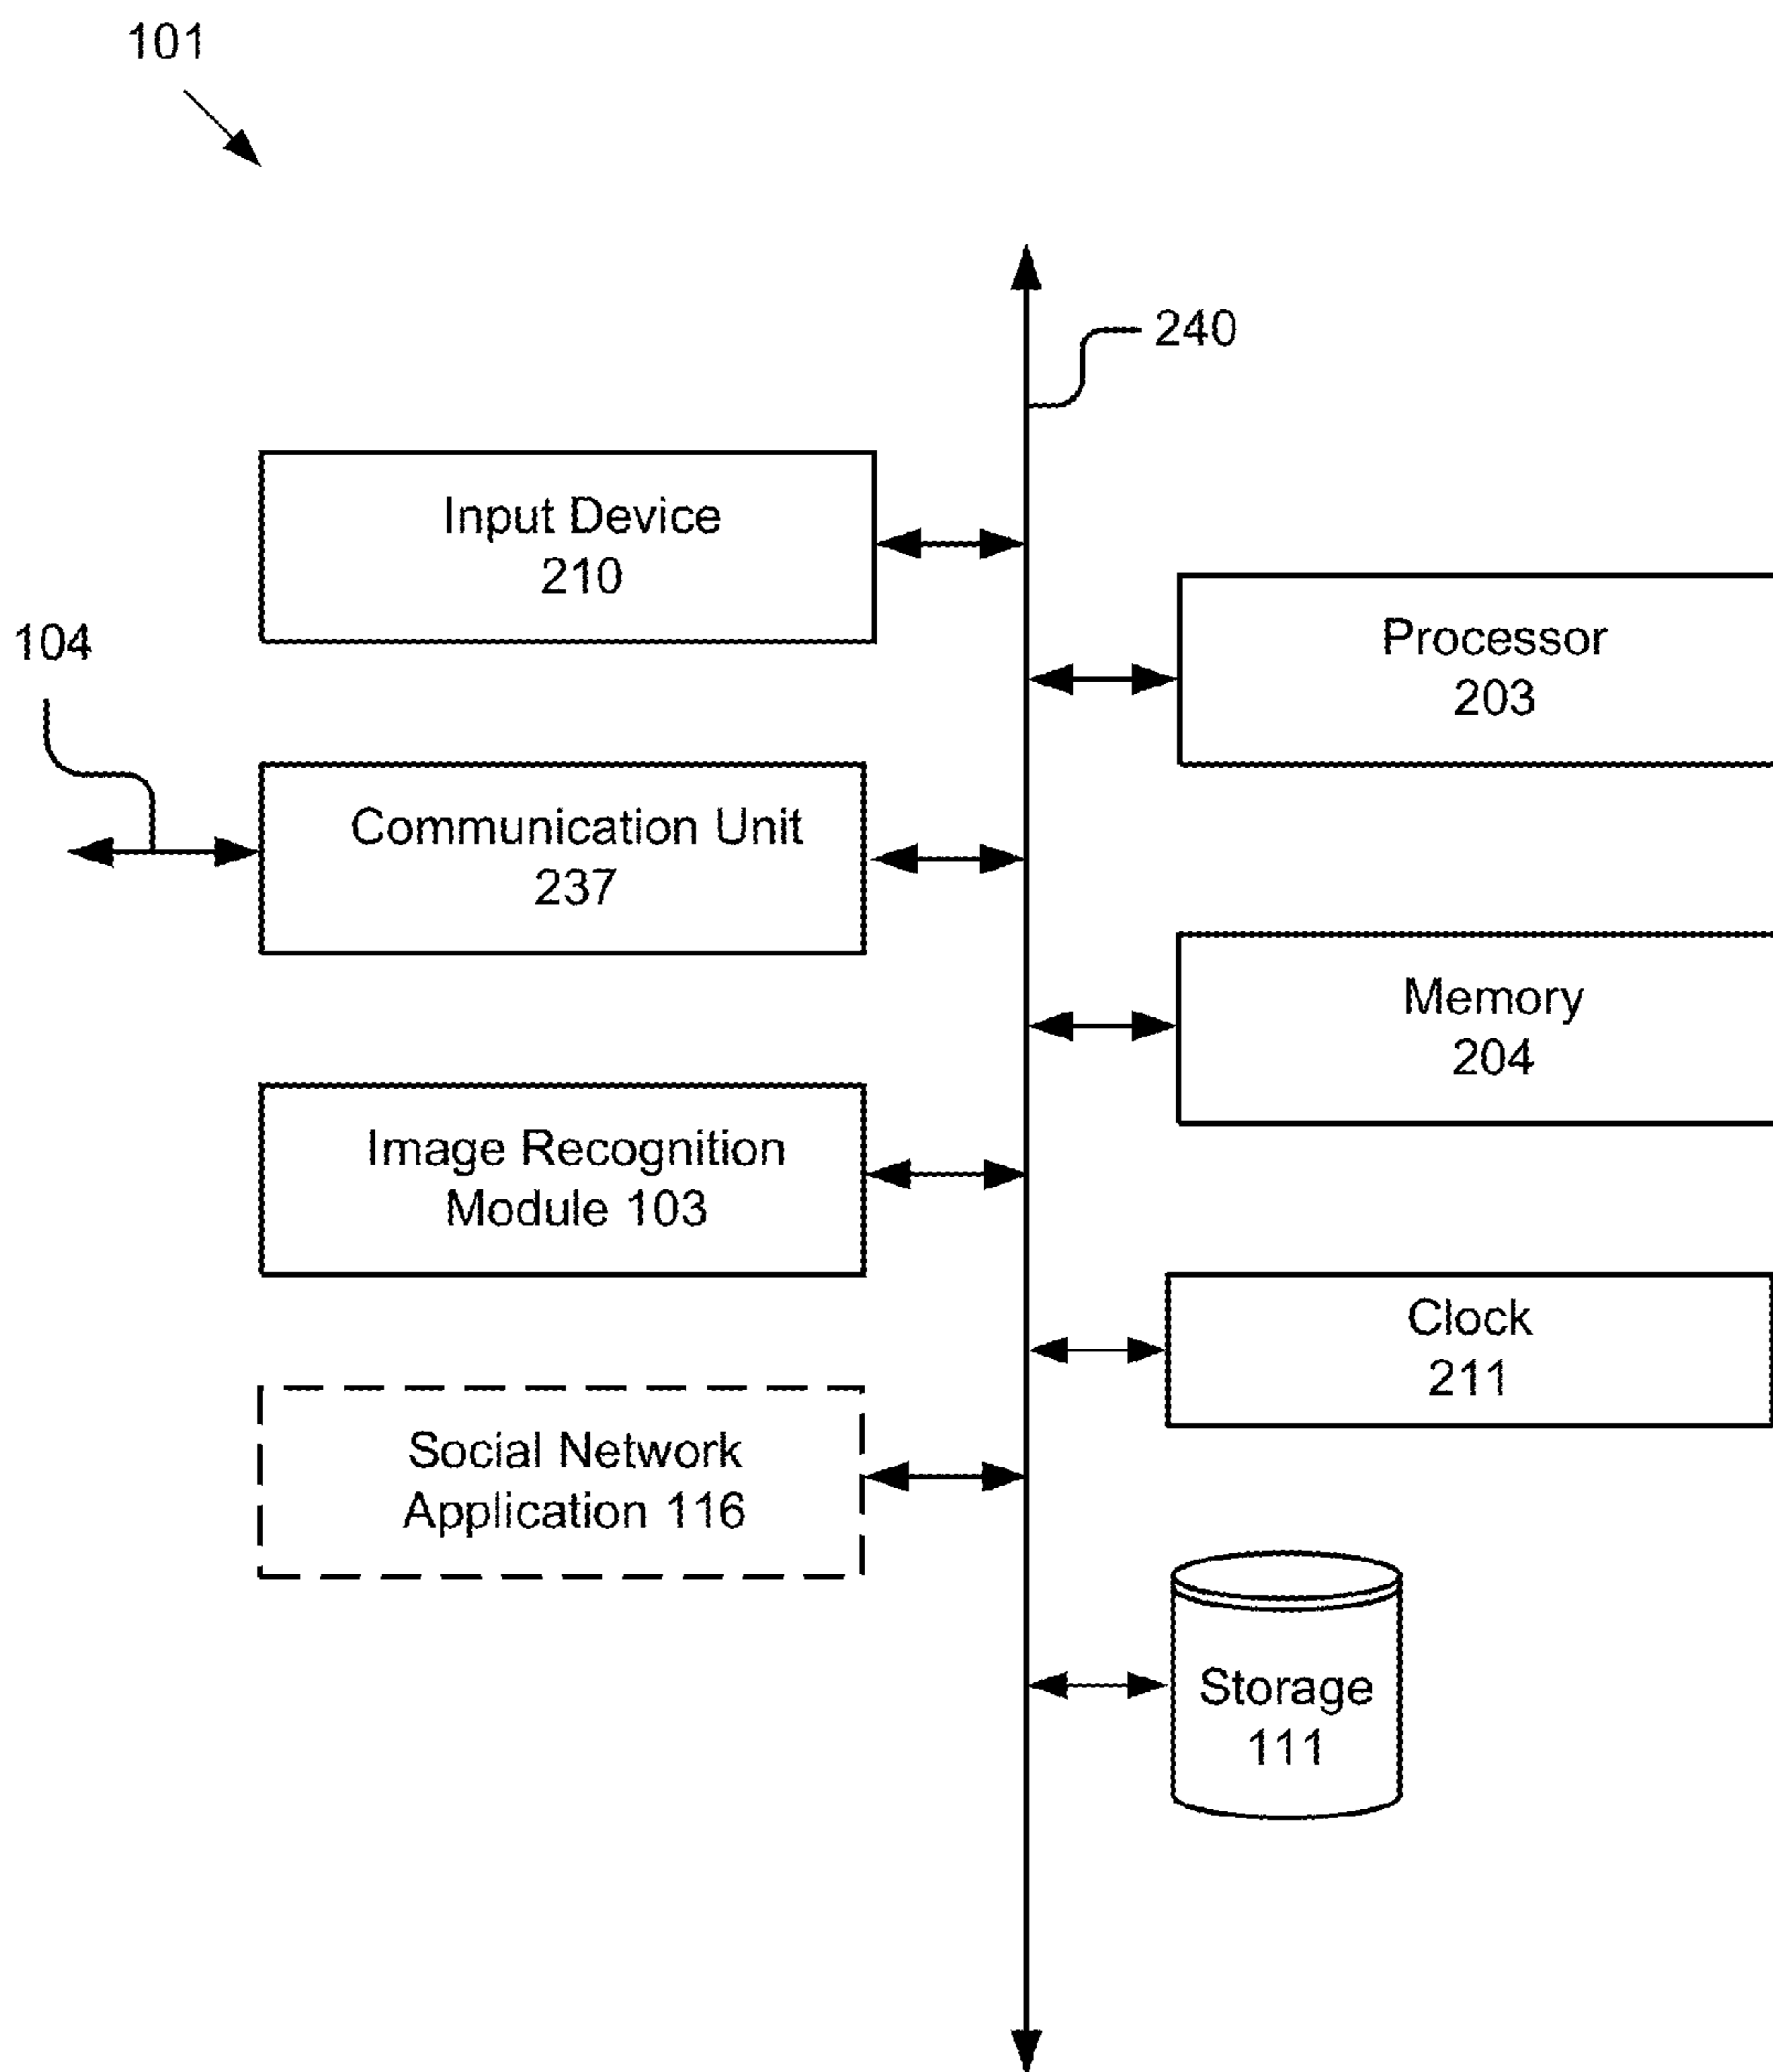 101
240
Input Device
210
Processor
203
104
Communication Unit
237
Memory
204
Image Recognition
Module 103
Clock
211
Social Network
Application 116
Storage
111